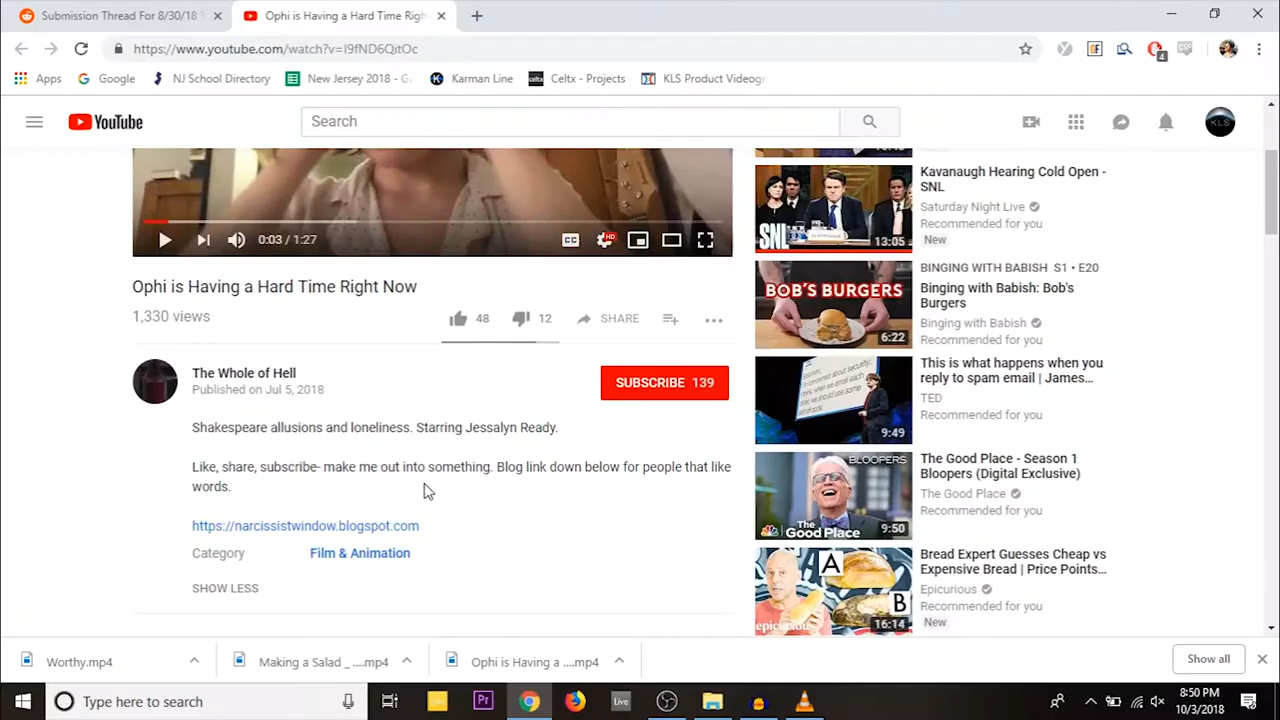 Submission Thread For 8/30/18
Ophi is Having a Hard Time Righ
https://www.youtube.com/watch?v=I9fND6QitOc
4
Apps
Google
NJ School Directory
New Jersey 2018 - G
Karman Line
celtx
Celtx - Projects
KLS Product Videogr
YouTube
Search
KLS
0:03 / 1:27
CC
HD
Ophi is Having a Hard Time Right Now
1,330 views
48
12
SHARE
The Whole of Hell
Published on Jul 5, 2018
SUBSCRIBE 139
Shakespeare allusions and loneliness. Starring Jessalyn Ready.
Like, share, subscribe- make me out into something. Blog link down below for people that like
words.
https://narcissistwindow.blogspot.com
Category
Film & Animation
SHOW LESS
SNL
13:05
Kavanaugh Hearing Cold Open -
SNL
Saturday Night Live
Recommended for you
New
BOB'S BURGERS
6:22
BINGING WITH BABISH S1 • E20
Binging with Babish: Bob's
Burgers
Binging with Babish
Recommended for you
9:49
This is what happens when you
reply to spam email | James...
TED
Recommended for you
BLOOPERS
The Good Place
9:50
The Good Place - Season 1
Bloopers (Digital Exclusive)
The Good Place
Recommended for you
A
B
epicurious
16:14
Bread Expert Guesses Cheap vs
Expensive Bread | Price Points...
Epicurious
Recommended for you
New
Worthy.mp4
Making a Salad _ ....mp4
Ophi is Having a ....mp4
Show all
Type here to search
Pr
Live
8:50 PM
10/3/2018